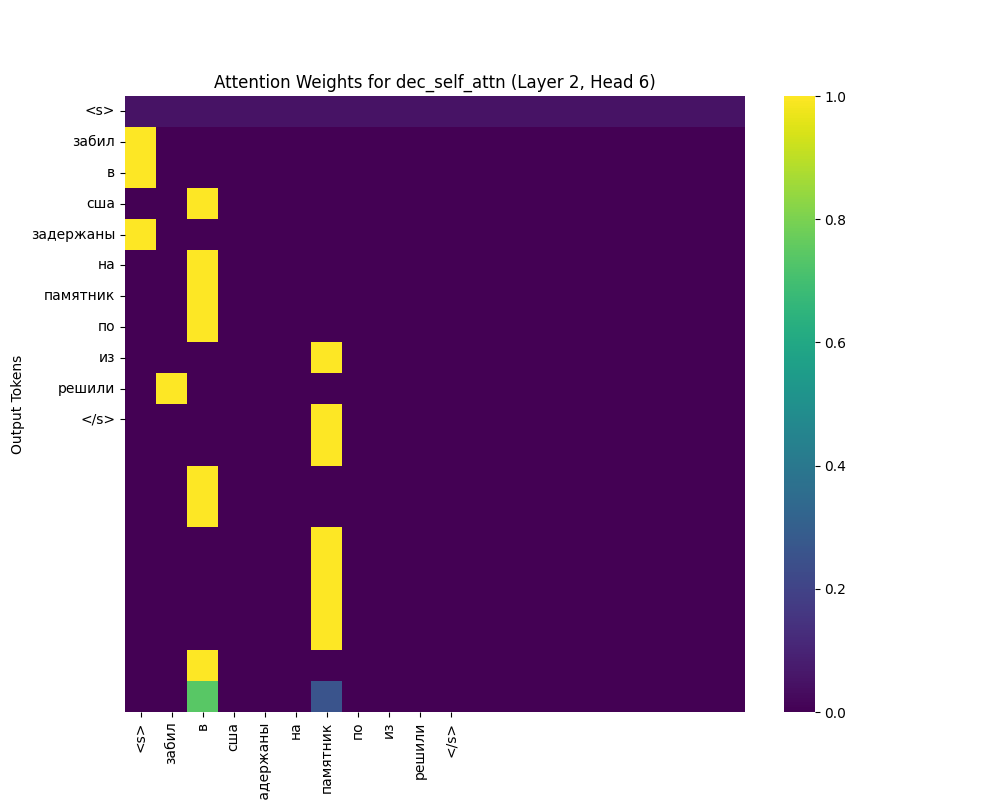 Attention Weights for dec_self_attn (Layer 2, Head 6)
Output Tokens
<s>
забил
в
сша
задержаны
на
памятник
по
из
решили
</s>
1.0
0.8
0.6
0.4
0.2
0.0
<s>
забил
в
сша
адержаны
на
памятник
по
из
решили
</s>